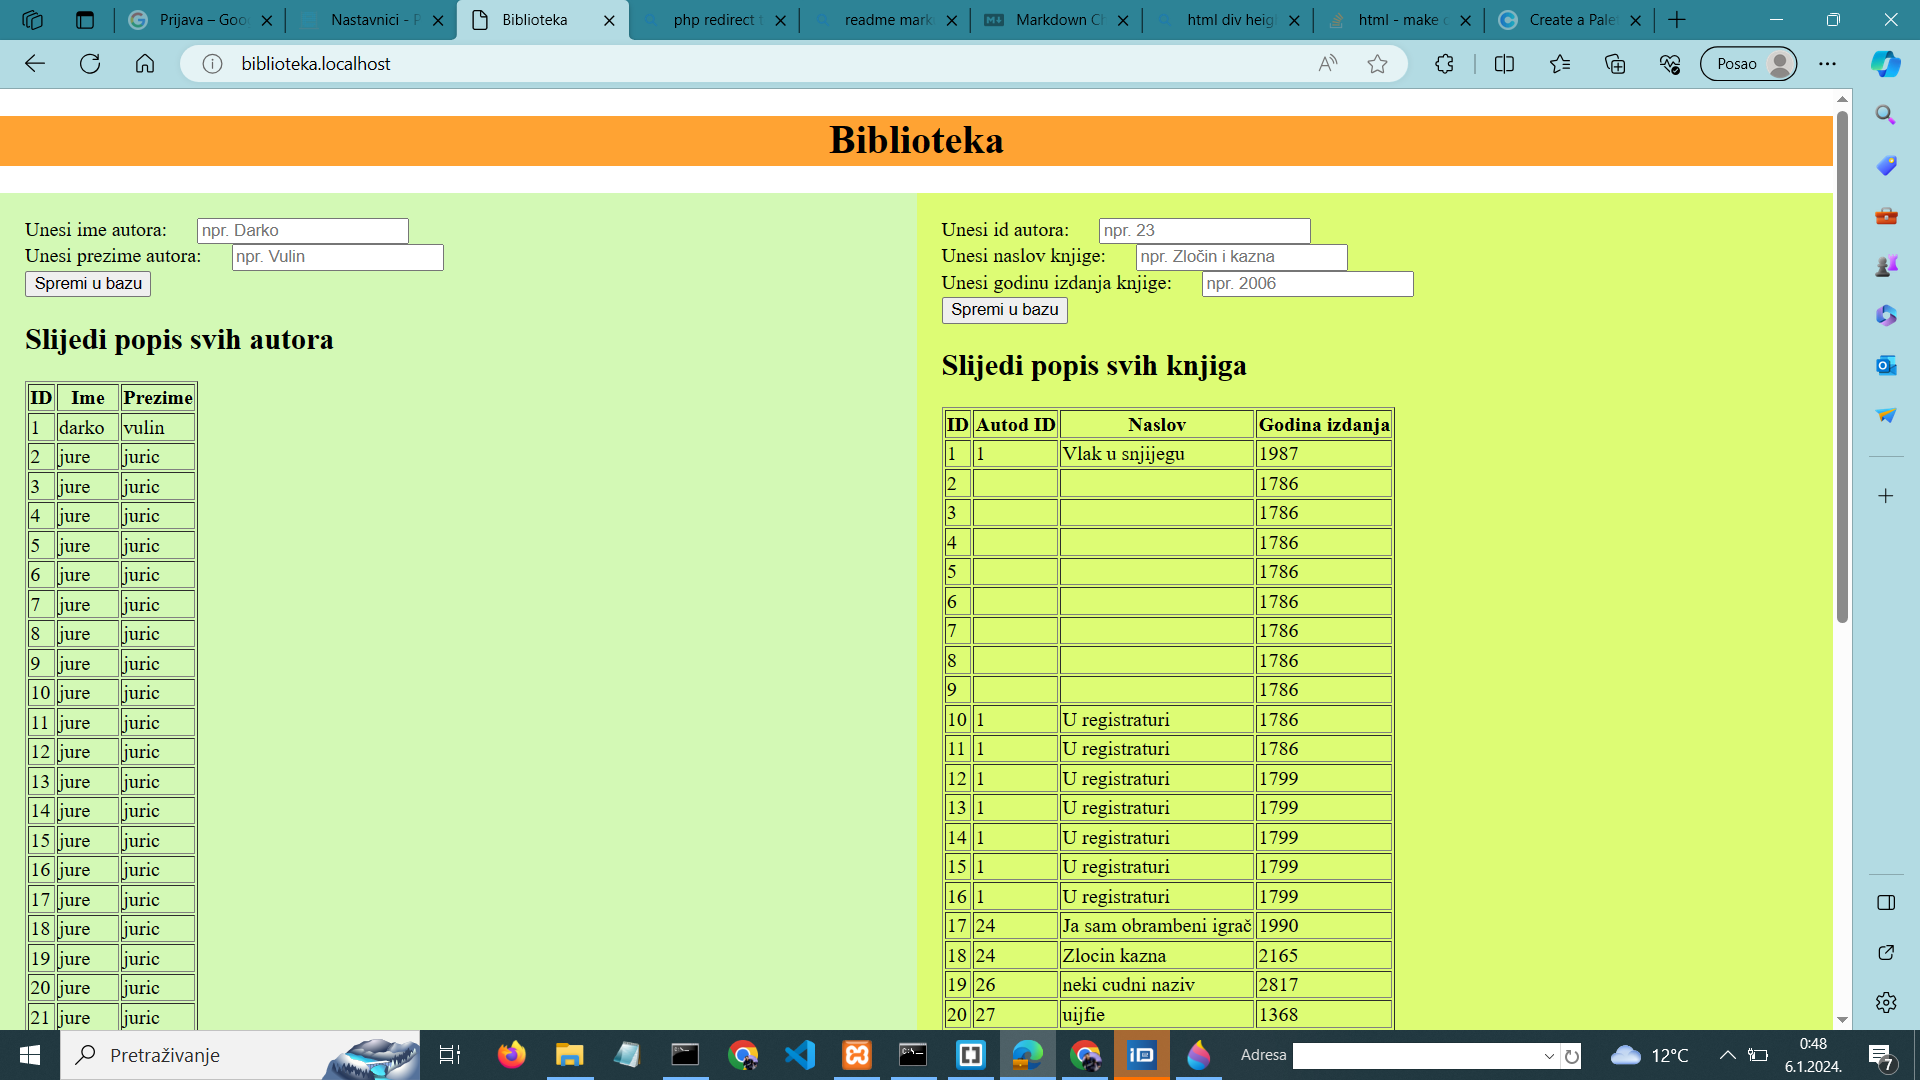 Prijava – Goo
Nastavnici - P
Biblioteka
php redirect t
readme mark
Markdown Ch
html div heigh
html - make d
Create a Pale
biblioteka.localhost
Posao
Biblioteka
Unesi ime autora: npr. Darko
Unesi prezime autora: npr. Vulin
Spremi u bazu
Slijedi popis svih autora
ID Ime Prezime
1 darko vulin
2 jure juric
3 jure juric
4 jure juric
5 jure juric
6 jure juric
7 jure juric
8 jure juric
9 jure juric
10 jure juric
11 jure juric
12 jure juric
13 jure juric
14 jure juric
15 jure juric
16 jure juric
17 jure juric
18 jure juric
19 jure juric
20 jure juric
21 jure juric
Unesi id autora: npr. 23
Unesi naslov knjige: npr. Zločin i kazna
Unesi godinu izdanja knjige: npr. 2006
Spremi u bazu
Slijedi popis svih knjiga
ID Autod ID Naslov Godina izdanja
1 1 Vlak u snjijegu 1987
2 1786
3 1786
4 1786
5 1786
6 1786
7 1786
8 1786
9 1786
10 1 U registraturi 1786
11 1 U registraturi 1786
12 1 U registraturi 1799
13 1 U registraturi 1799
14 1 U registraturi 1799
15 1 U registraturi 1799
16 1 U registraturi 1799
17 24 Ja sam obrambeni igrač 1990
18 24 Zlocin kazna 2165
19 26 neki cudni naziv 2817
20 27 uijfie 1368
Pretraživanje
Adresa
12°C
0:48
6.1.2024.
7